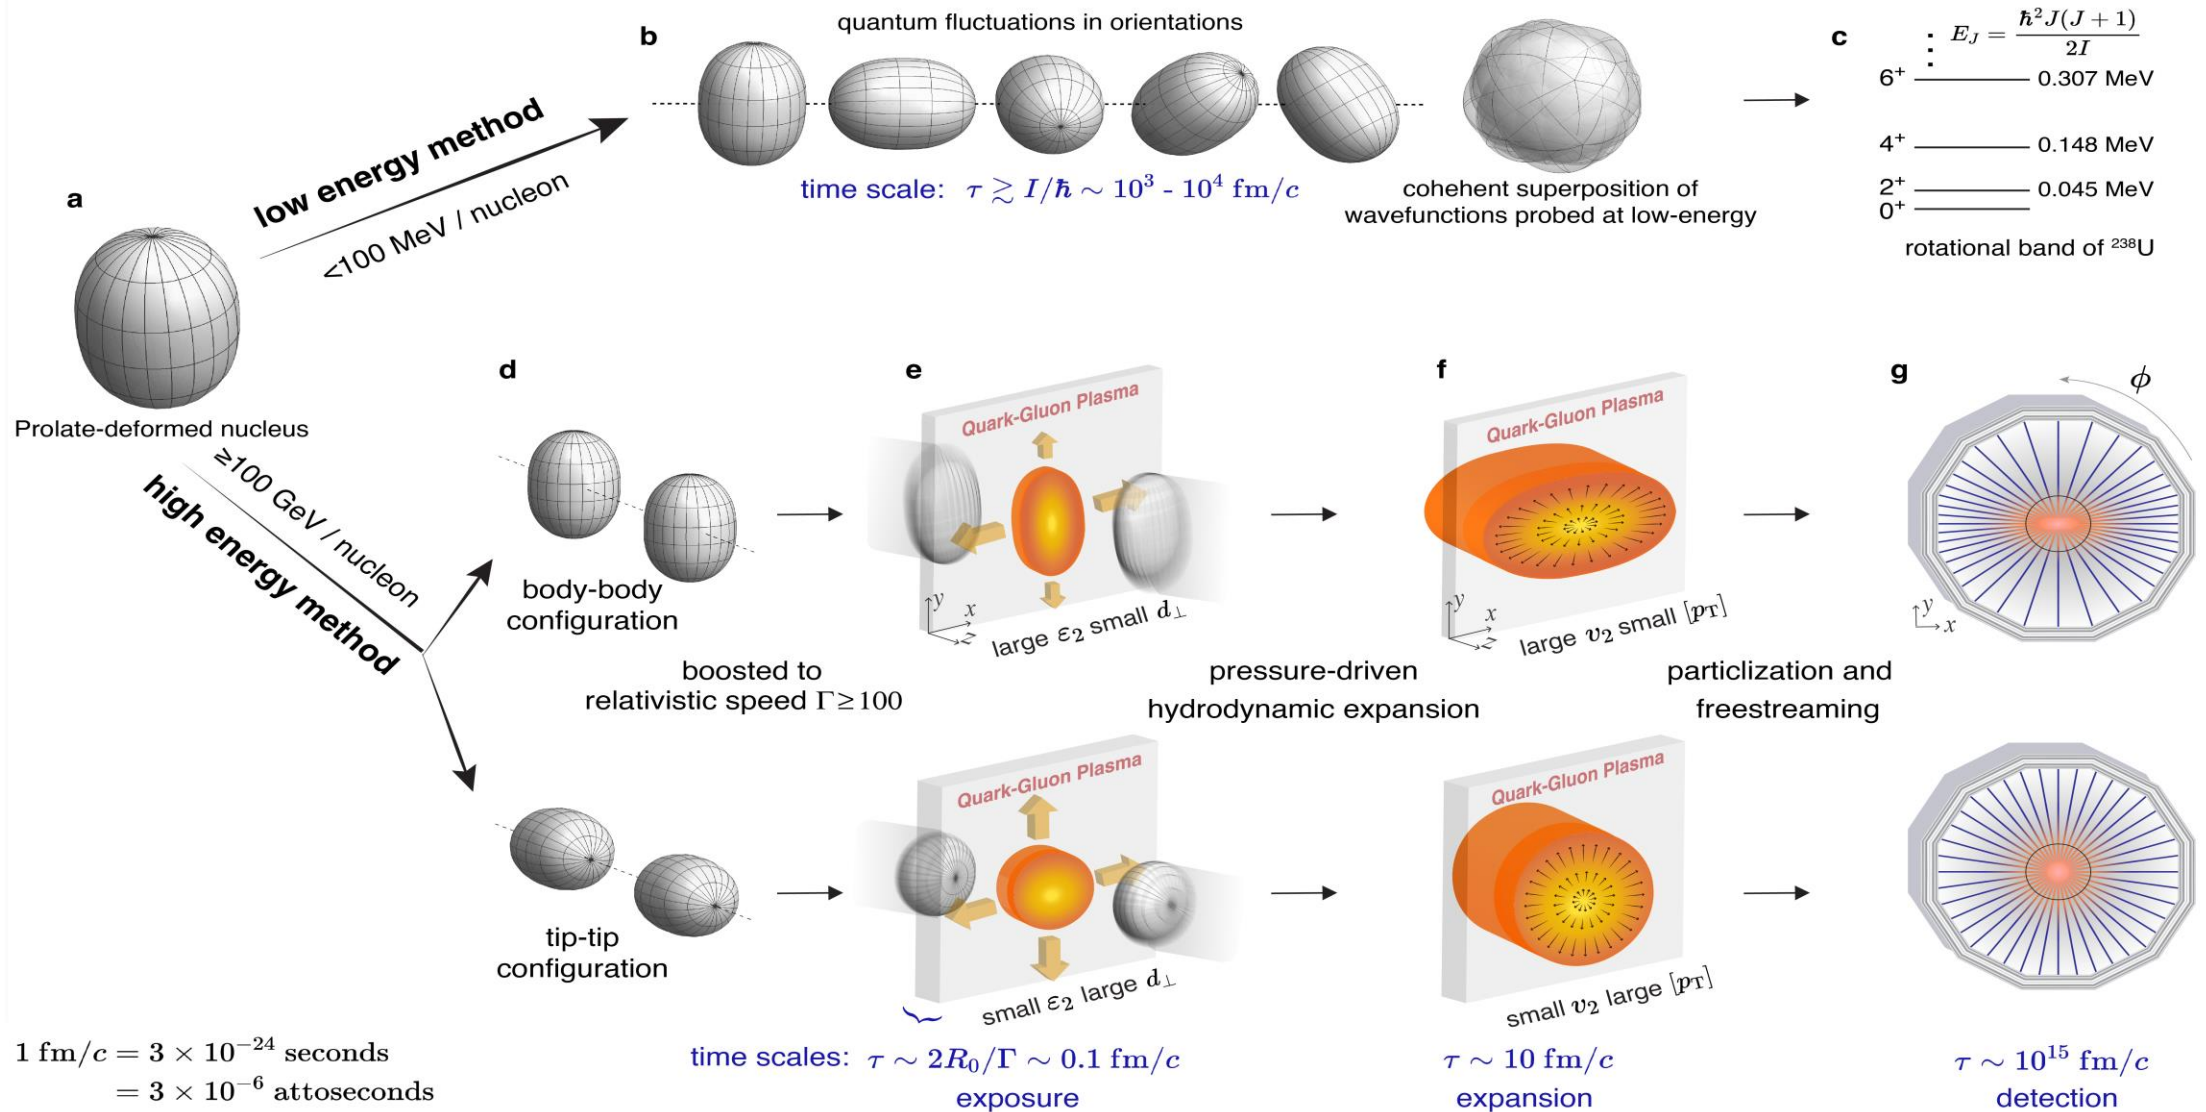 a
Prolate-deformed nucleus
low energy method
<100 MeV / nucleon
≥100 GeV / nucleon
high energy method
b
quantum fluctuations in orientations
time scale: τ ≳ I/ħ ∼ 10³ - 10⁴ fm/c
cohehent superposition of
wavefunctions probed at low-energy
c
E_J = ħ²J(J + 1) / 2I
6⁺ 0.307 MeV
4⁺ 0.148 MeV
2⁺ 0.045 MeV
0⁺
rotational band of ²³⁸U
d
body-body
configuration
boosted to
relativistic speed Γ≥100
tip-tip
configuration
e
Quark-Gluon Plasma
y
x
z
large ε₂ small d⊥
pressure-driven
hydrodynamic expansion
Quark-Gluon Plasma
small ε₂ large d⊥
f
Quark-Gluon Plasma
y
x
z
large v₂ small [p_T]
particlization and
freestreaming
Quark-Gluon Plasma
small v₂ large [p_T]
g
ϕ
y
x
1 fm/c = 3 × 10⁻²⁴ seconds
= 3 × 10⁻⁶ attoseconds
time scales: τ ∼ 2R₀/Γ ∼ 0.1 fm/c
exposure
τ ∼ 10 fm/c
expansion
τ ∼ 10¹⁵ fm/c
detection